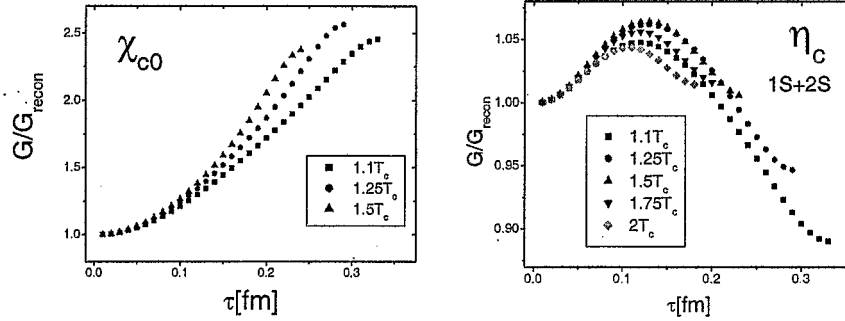 χc0
G/Grecon
2.5
2.0
1.5
1.0
0.0
0.1
0.2
0.3
τ[fm]
1.1Tc
1.25Tc
1.5Tc
ηc
1S+2S
G/Grecon
1.05
1.00
0.95
0.90
0.0
0.1
0.2
0.3
τ[fm]
1.1Tc
1.25Tc
1.5Tc
1.75Tc
2Tc